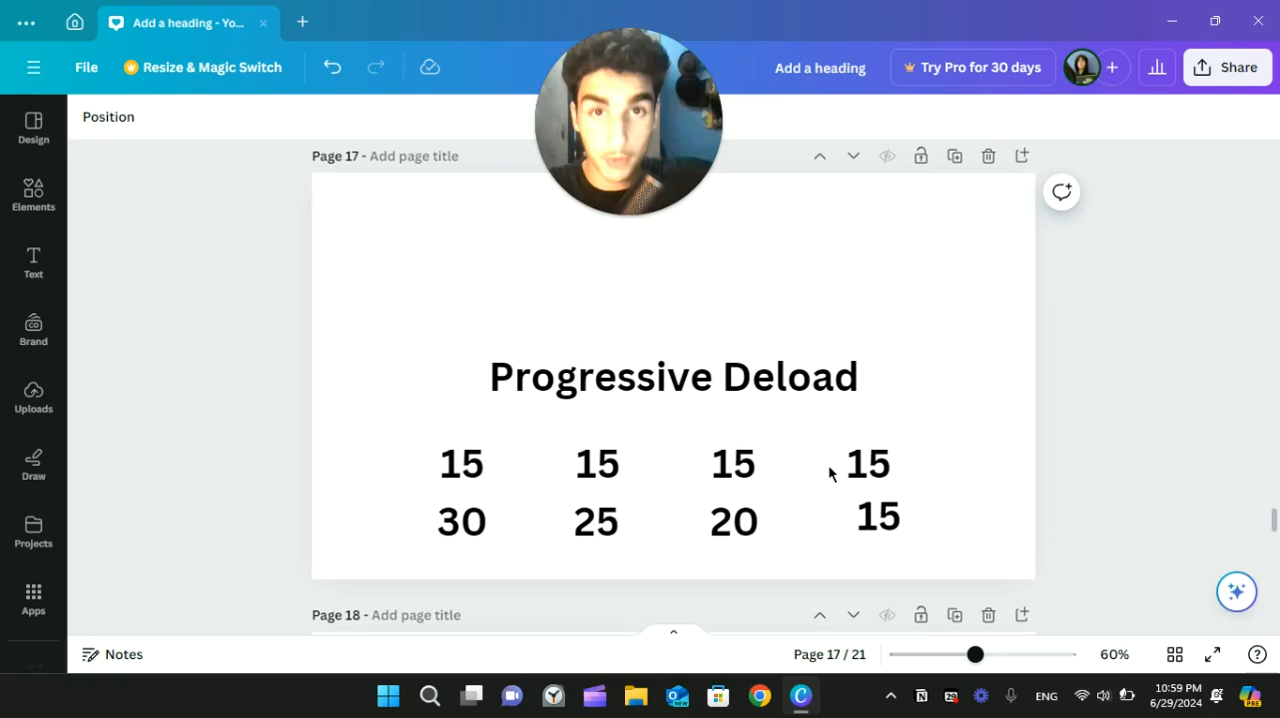 Add a heading - Yo...
File
Resize & Magic Switch
Add a heading
Try Pro for 30 days
Share
Position
Design
Elements
Text
Brand
Uploads
Draw
Projects
Apps
Page 17 - Add page title
Progressive Deload
15 15 15 15
30 25 20 15
Page 18 - Add page title
Notes
Page 17 / 21
60%
ENG
10:59 PM
6/29/2024